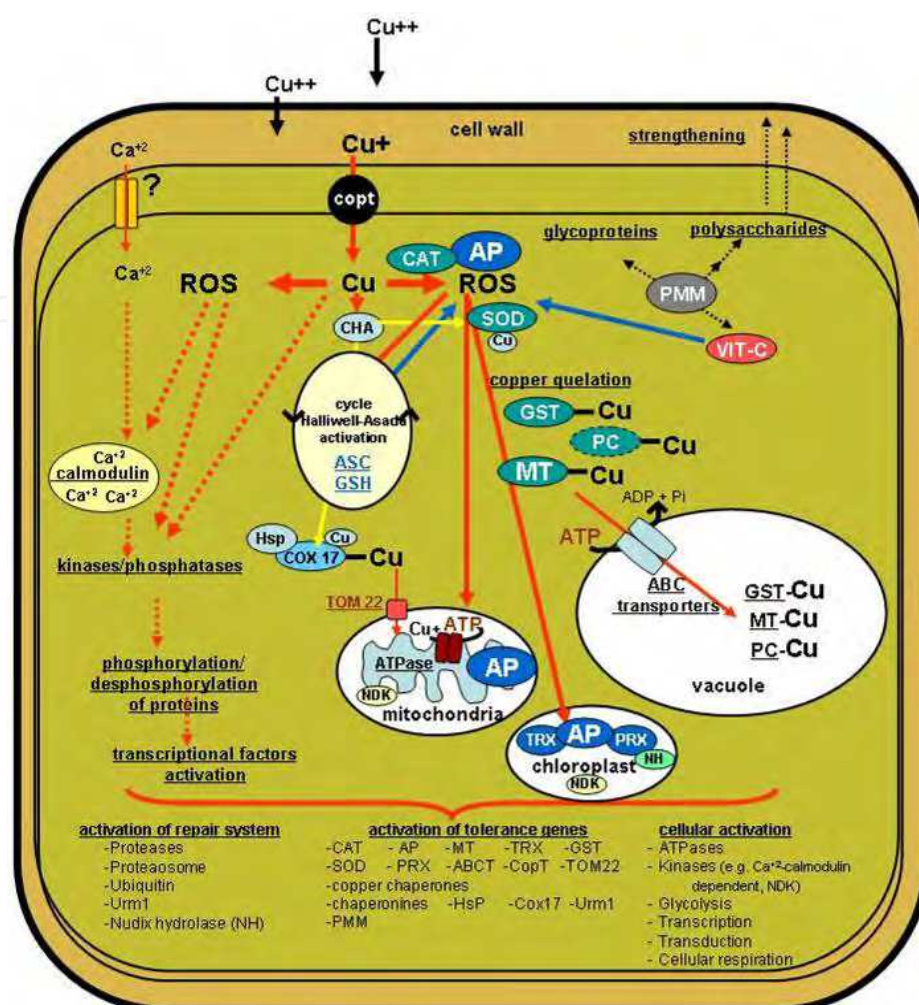 Cu++
Cu++
cell wall
strengthening
Ca+2
Cu+
?
copt
glycoproteins
polysaccharides
CAT
AP
Ca+2
ROS
Cu
ROS
PMM
CHA
SOD
Cu
VIT-C
copper quelation
cycle
Halliwell-Asada
activation
ASC
GSH
GST
Cu
PC
Cu
MT
Cu
Ca+2
calmodulin
Ca+2 Ca+2
ADP + Pi
ATP
Hsp
Cu
COX 17
Cu
kinases/phosphatases
ABC
transporters
GST-Cu
MT-Cu
PC-Cu
vacuole
TOM 22
Cu+
ATP
ATPase
AP
NDK
mitochondria
phosphorylation/
desphosphorylation
of proteins
TRX
AP
PRX
NH
chloroplast
NDK
transcriptional factors
activation
activation of repair system
-Proteases
-Proteaosome
-Ubiquitin
-Urm1
-Nudix hydrolase (NH)
activation of tolerance genes
-CAT -AP -MT -TRX -GST
-SOD -PRX -ABCT -CopT -TOM22
-copper chaperones
-chaperonines -HsP -Cox17 -Urm1
-PMM
cellular activation
- ATPases
- Kinases (e.g. Ca+2-calmodulin
dependent, NDK)
- Glycolysis
- Transcription
- Transduction
- Cellular respiration